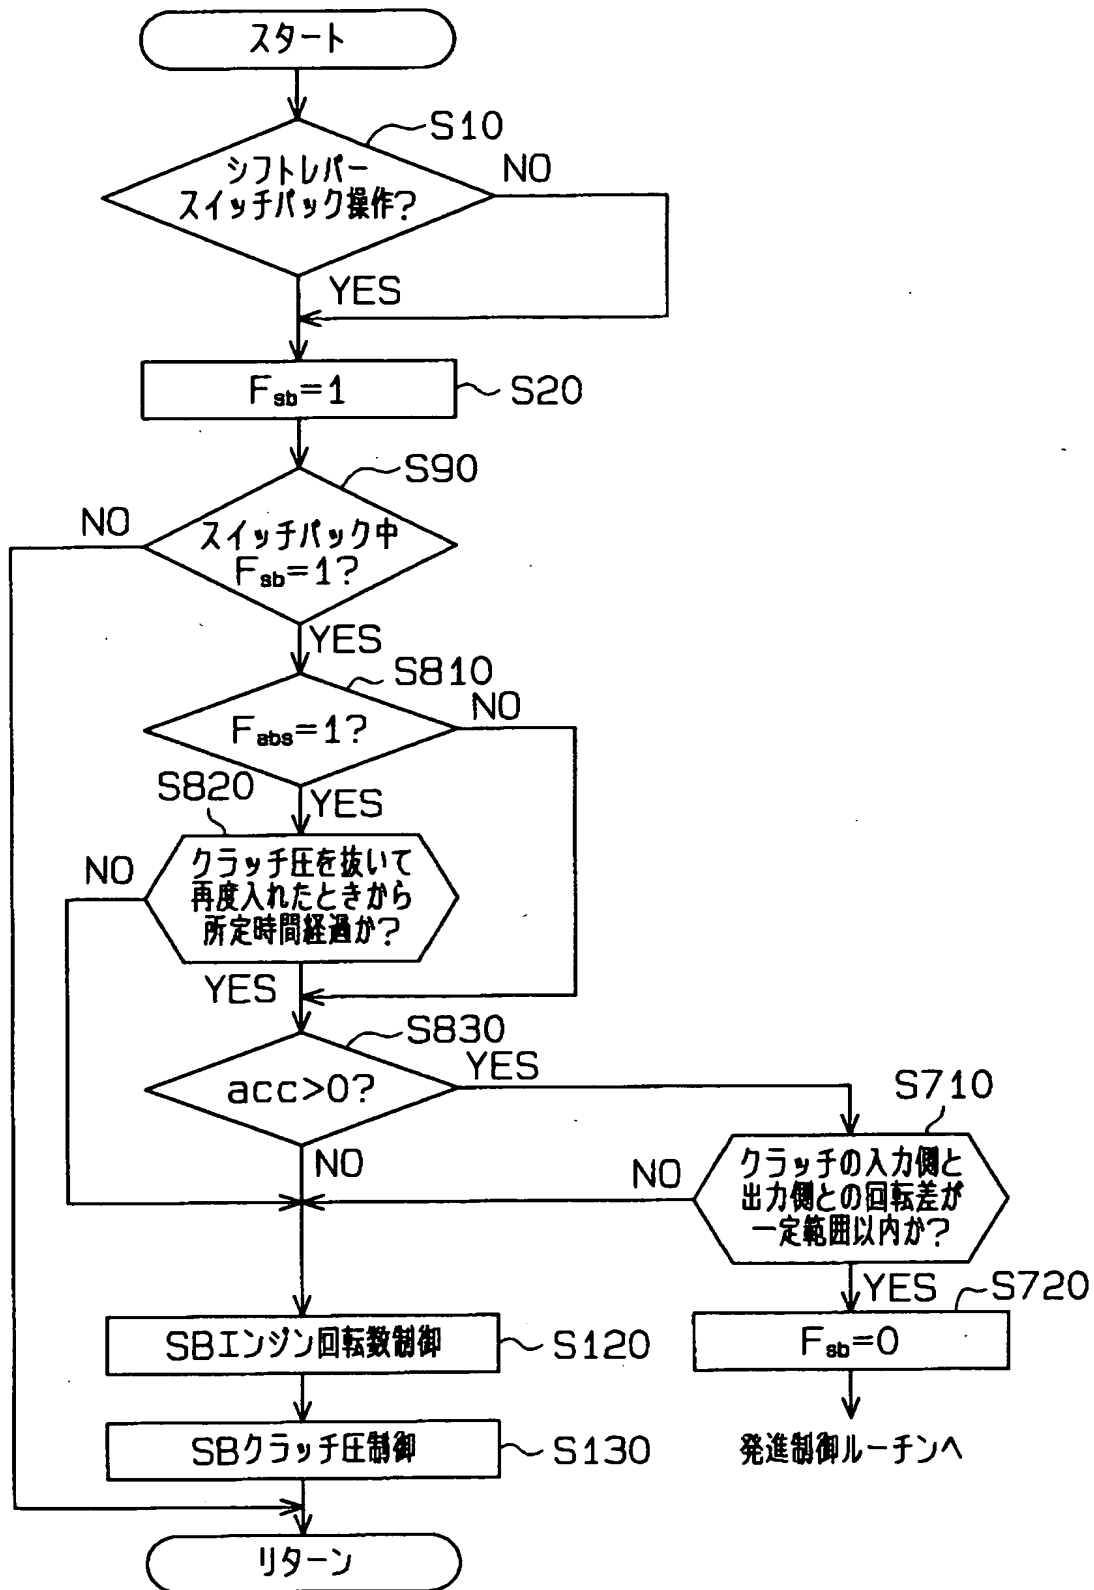 スタート
S10
シフトレバー
スイッチバック操作?
NO
YES
Fsb=1
S20
S90
NO
スイッチバック中
Fsb=1?
YES
S810
Fabs=1?
NO
S820
YES
NO
クラッチ圧を抜いて
再度入れたときから
所定時間経過か?
YES
S830
acc>0?
YES
S710
NO
NO
クラッチの入力側と
出力側との回転差が
一定範囲以内か?
YES
S720
SBエンジン回転数制御
S120
Fsb=0
SBクラッチ圧制御
S130
発進制御ルーチンへ
リターン